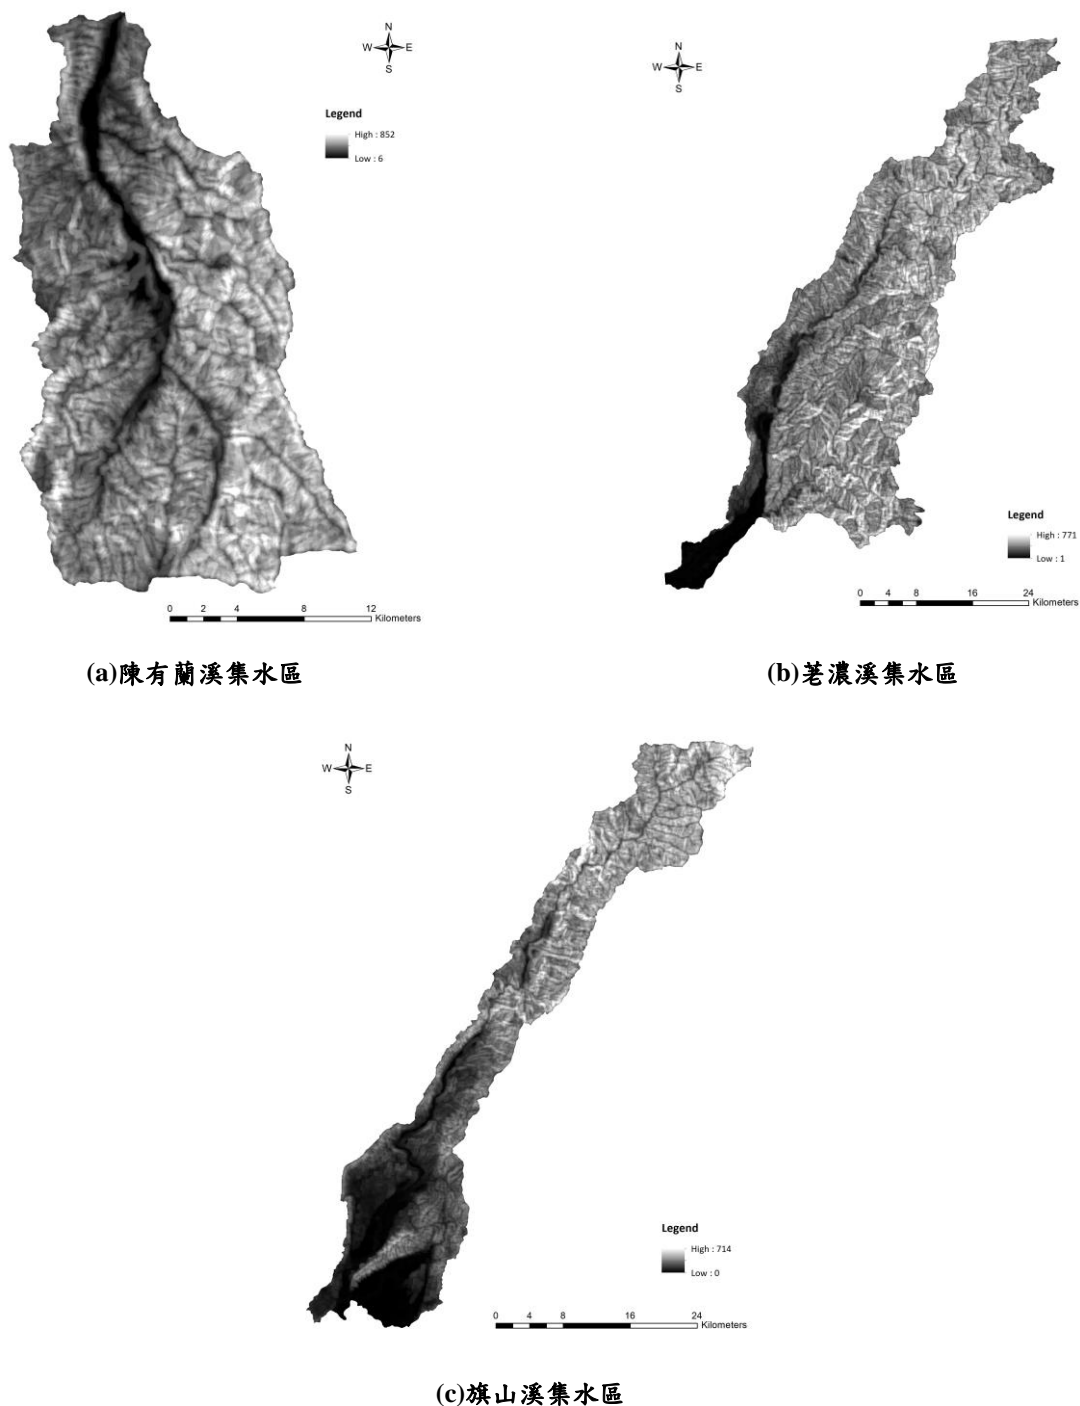 N
W E
S
Legend
High : 852
Low : 6
0 2 4 8 12
Kilometers
(a)陳有蘭溪集水區
N
W E
S
Legend
High : 771
Low : 1
0 4 8 16 24
Kilometers
(b)荖濃溪集水區
N
W E
S
Legend
High : 714
Low : 0
0 4 8 16 24
Kilometers
(c)旗山溪集水區